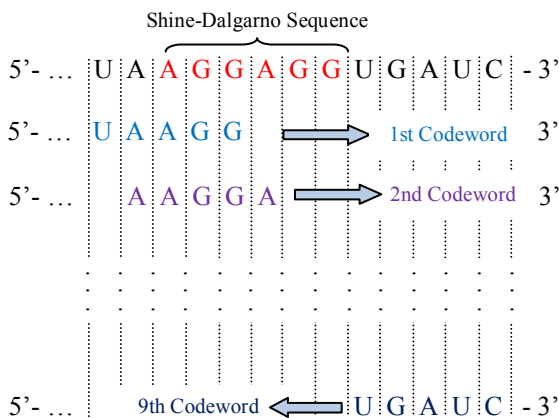 Shine-Dalgarno Sequence
5'- ... U A A G G A G G U G A U C - 3'
5'- ... U A A G G 1st Codeword 3'
5'- ... A A G G A 2nd Codeword 3'
. . . . . . . . . . . . . .
. . . . . . . . . . . . . .
5'- ... 9th Codeword U G A U C - 3'